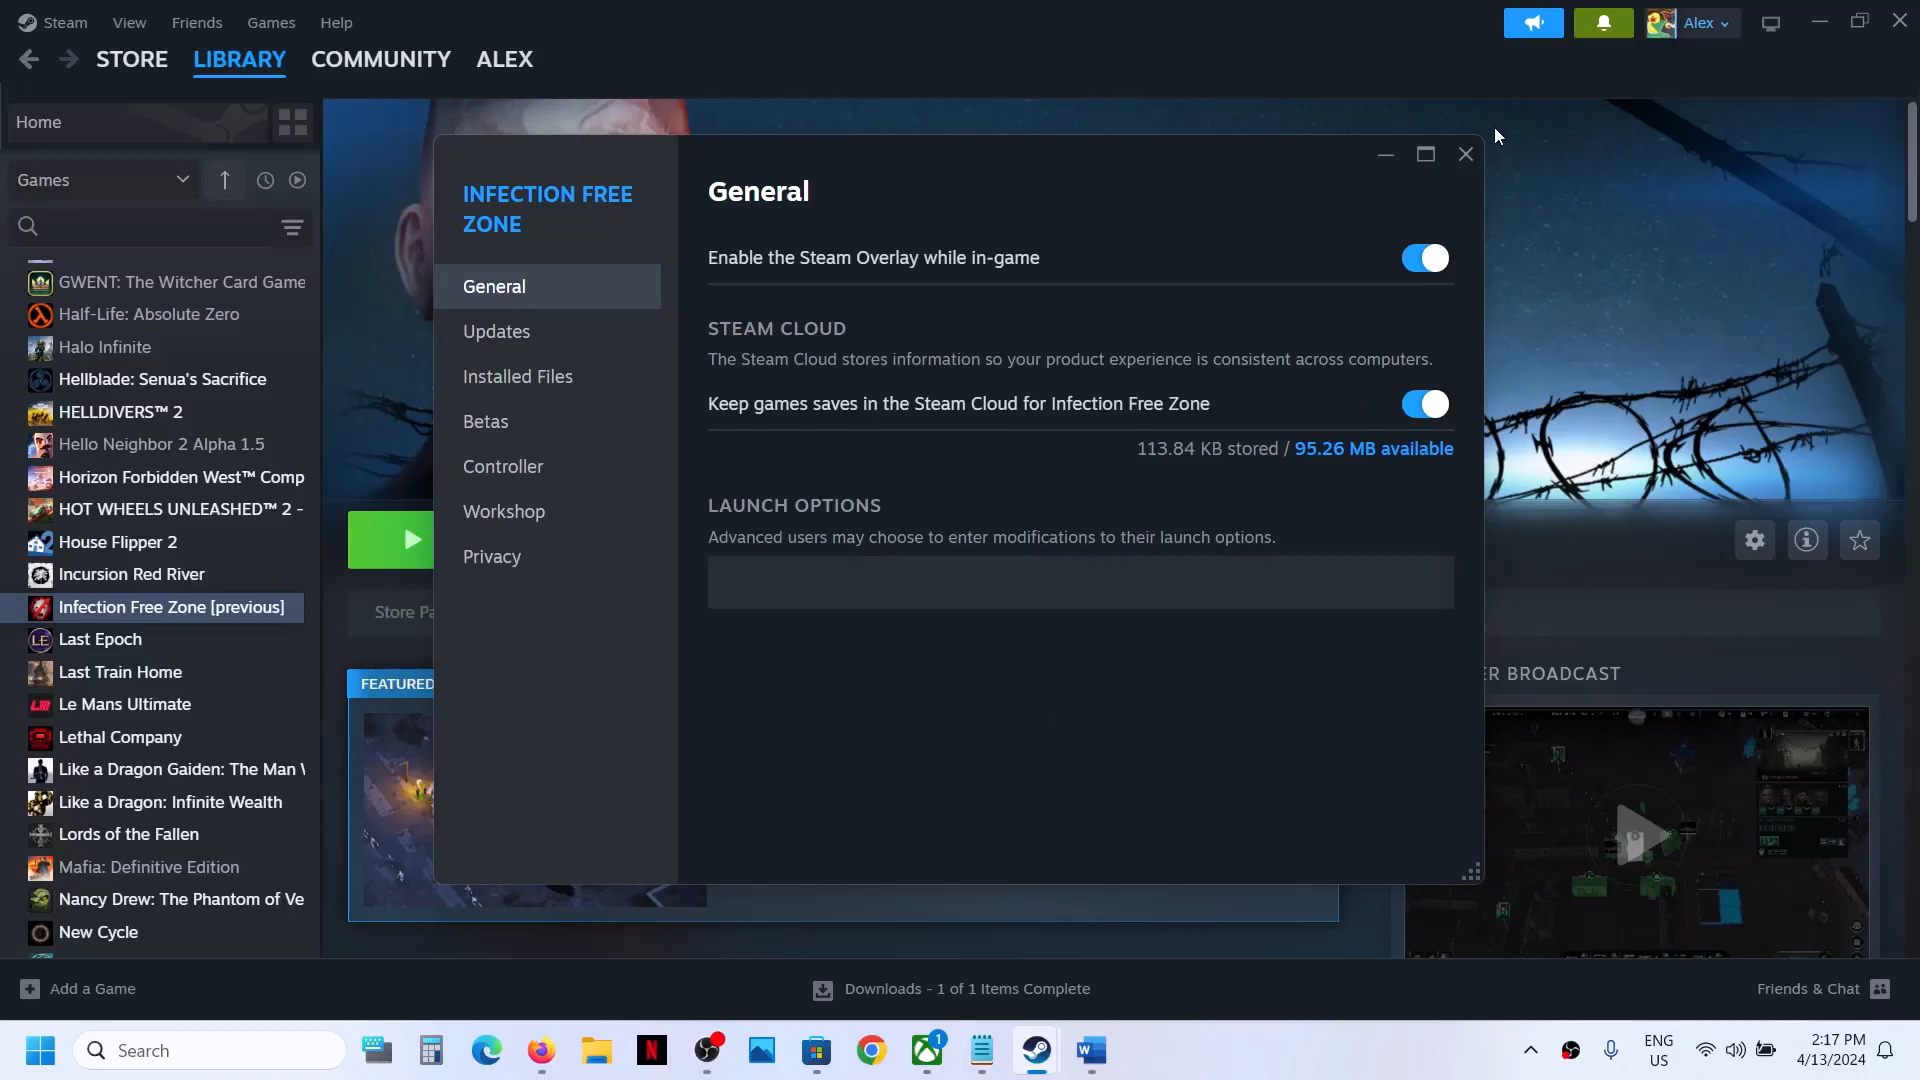 Steam View Friends Games Help
Alex
STORE LIBRARY COMMUNITY ALEX
Home
Games
GWENT: The Witcher Card Game
Half-Life: Absolute Zero
Halo Infinite
Hellblade: Senua's Sacrifice
HELLDIVERS™ 2
Hello Neighbor 2 Alpha 1.5
Horizon Forbidden West™ Comp
HOT WHEELS UNLEASHED™ 2 -
House Flipper 2
Incursion Red River
Infection Free Zone [previous]
Last Epoch
Last Train Home
Le Mans Ultimate
Lethal Company
Like a Dragon Gaiden: The Man
Like a Dragon: Infinite Wealth
Lords of the Fallen
Mafia: Definitive Edition
Nancy Drew: The Phantom of Ve
New Cycle
Store Pa
FEATURED
INFECTION FREE
ZONE
General
Updates
Installed Files
Betas
Controller
Workshop
Privacy
General
Enable the Steam Overlay while in-game
STEAM CLOUD
The Steam Cloud stores information so your product experience is consistent across computers.
Keep games saves in the Steam Cloud for Infection Free Zone
113.84 KB stored / 95.26 MB available
LAUNCH OPTIONS
Advanced users may choose to enter modifications to their launch options.
ER BROADCAST
Add a Game
Downloads - 1 of 1 Items Complete
Friends & Chat
Search
1
ENG
US
2:17 PM
4/13/2024